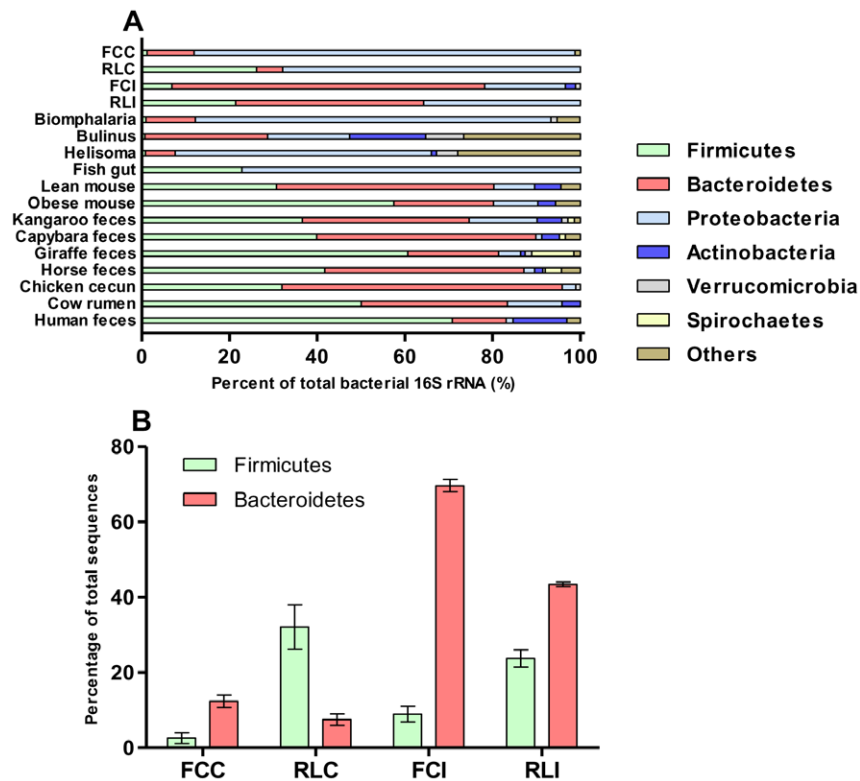 A
FCC
RLC
FCI
RLI
Biomphalaria
Bulinus
Helisoma
Fish gut
Lean mouse
Obese mouse
Kangaroo feces
Capybara feces
Giraffe feces
Horse feces
Chicken cecun
Cow rumen
Human feces
0 20 40 60 80 100
Percent of total bacterial 16S rRNA (%)
Firmicutes
Bacteroidetes
Proteobacteria
Actinobacteria
Verrucomicrobia
Spirochaetes
Others
B
Percentage of total sequences
80
60
40
20
0
Firmicutes
Bacteroidetes
FCC RLC FCI RLI